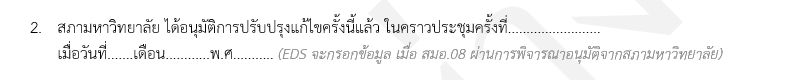 2. สภามหาวิทยาลัย ได้อนุมัติการปรับปรุงแก้ไขครั้งนี้แล้ว ในคราวประชุมครั้งที่.........................
เมื่อวันที่.......เดือน............พ.ศ........... (EDS จะกรอกข้อมูล เมื่อ สมอ.08 ผ่านการพิจารณาอนุมัติจากสภามหาวิทยาลัย)